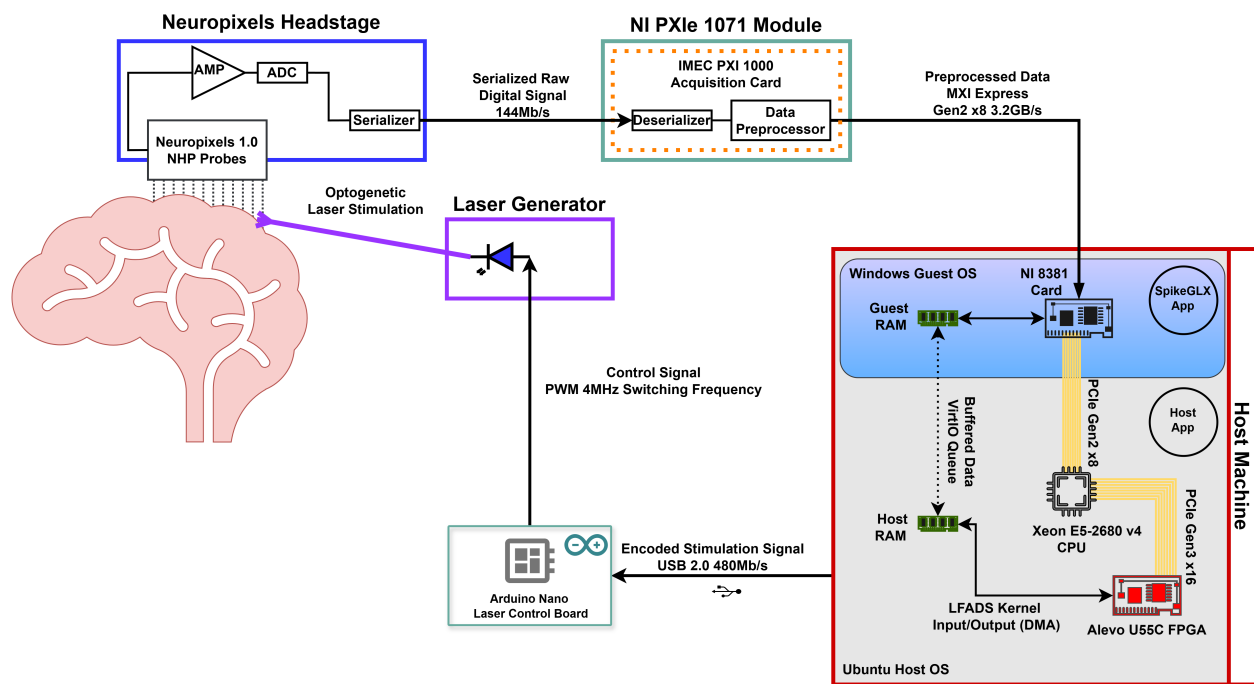 Neuropixels Headstage
AMP
ADC
Serializer
Neuropixels 1.0
NHP Probes
Serialized Raw
Digital Signal
144Mb/s
NI PXIe 1071 Module
IMEC PXI 1000
Acquisition Card
Deserializer
Data
Preprocessor
Preprocessed Data
MXI Express
Gen2 x8 3.2GB/s
Optogenetic
Laser Stimulation
Laser Generator
Control Signal
PWM 4MHz Switching Frequency
Windows Guest OS
NI 8381
Card
SpikeGLX
App
Guest
RAM
Buffered Data
VirtIO Queue
PCIe Gen2 x8
Host
App
Host Machine
Host
RAM
Xeon E5-2680 v4
CPU
PCIe Gen3 x16
LFADS Kernel
Input/Output (DMA)
Alevo U55C FPGA
Ubuntu Host OS
Encoded Stimulation Signal
USB 2.0 480Mb/s
Arduino Nano
Laser Control Board